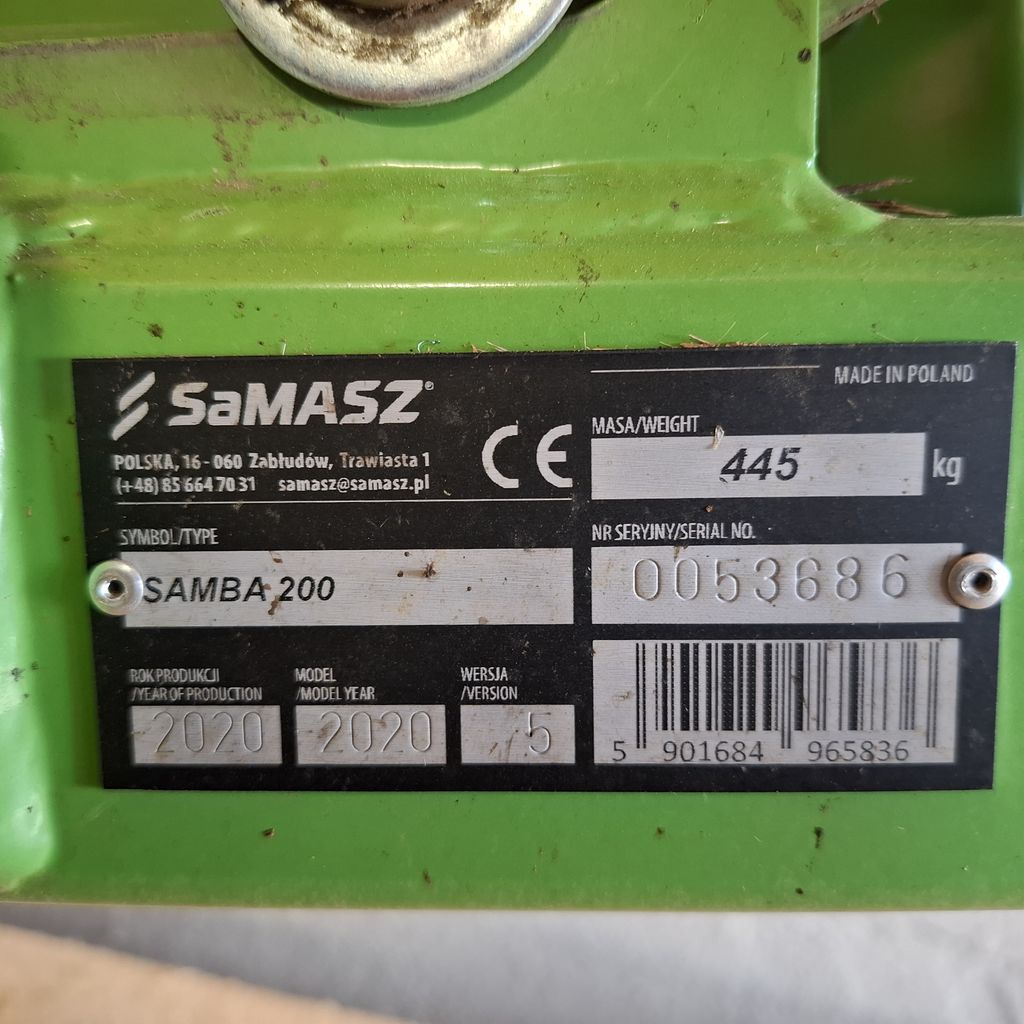 SaMASZ®
POLSKA, 16-060 Zabłudów, Trawiasta 1
(+48) 85 664 70 31 samasz@samasz.pl
CE
MADE IN POLAND
MASA/WEIGHT
445 kg
SYMBOL/TYPE
SAMBA 200
NR SERYJNY/SERIAL NO.
0053686
ROK PRODUKCJI
/YEAR OF PRODUCTION
2020
MODEL
/MODEL YEAR
2020
WERSJA
/VERSION
5
5 901684 965836